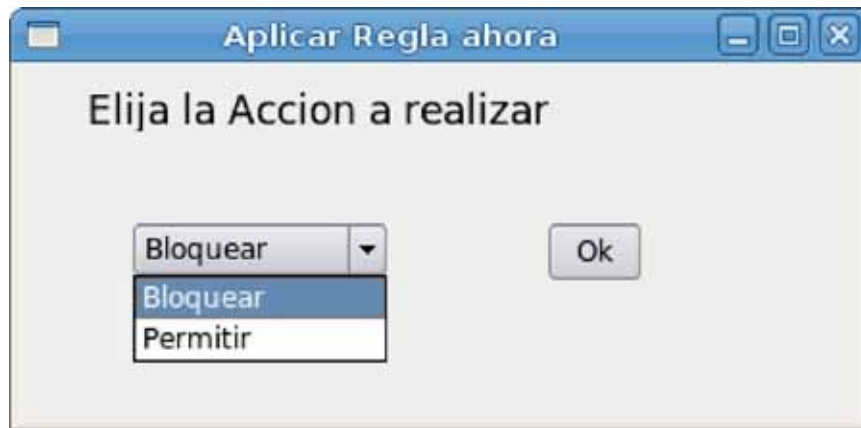 Aplicar Regla ahora
Elija la Accion a realizar
Bloquear
Ok
Bloquear
Permitir